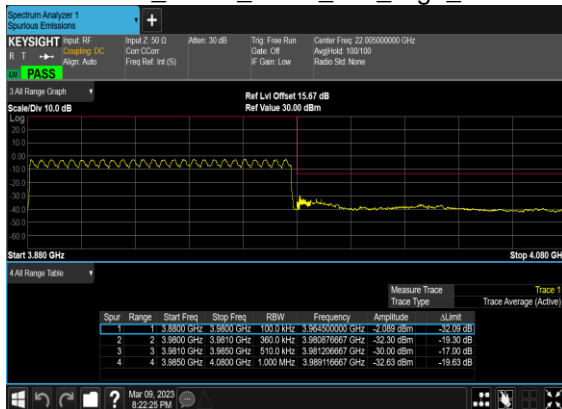 Spectrum Analyzer 1
Spurious Emissions
+
KEYSIGHT Input: RF Input Z: 50 Ω Atten: 30 dB Trig: Free Run Center Freq: 22.005000000 GHz
R T Coupling: DC Corr CCorr Gate: Off Avg|Hold: 100/100
Align: Auto Freq Ref: Int (S) IF Gain: Low Radio Std: None
PASS
3 All Range Graph
Ref Lvl Offset 15.67 dB
Scale/Div 10.0 dB Ref Value 30.00 dBm
Log
20.0
10.0
0.00
-10.0
-20.0
-30.0
-40.0
-50.0
-60.0
Start 3.880 GHz Stop 4.080 GH
4 All Range Table
Measure Trace Trace 1
Trace Type Trace Average (Active)
Spur Range Start Freq Stop Freq RBW Frequency Amplitude ΔLimit
1 1 3.8800 GHz 3.9800 GHz 100.0 kHz 3.964500000 GHz -2.089 dBm -32.09 dB
2 2 3.9800 GHz 3.9810 GHz 360.0 kHz 3.980876667 GHz -32.30 dBm -19.30 dB
3 3 3.9810 GHz 3.9850 GHz 510.0 kHz 3.981206667 GHz -30.00 dBm -17.00 dB
4 4 3.9850 GHz 4.0800 GHz 1.000 MHz 3.989116667 GHz -32.63 dBm -19.63 dB
? Mar 09, 2023
8:22:25 PM